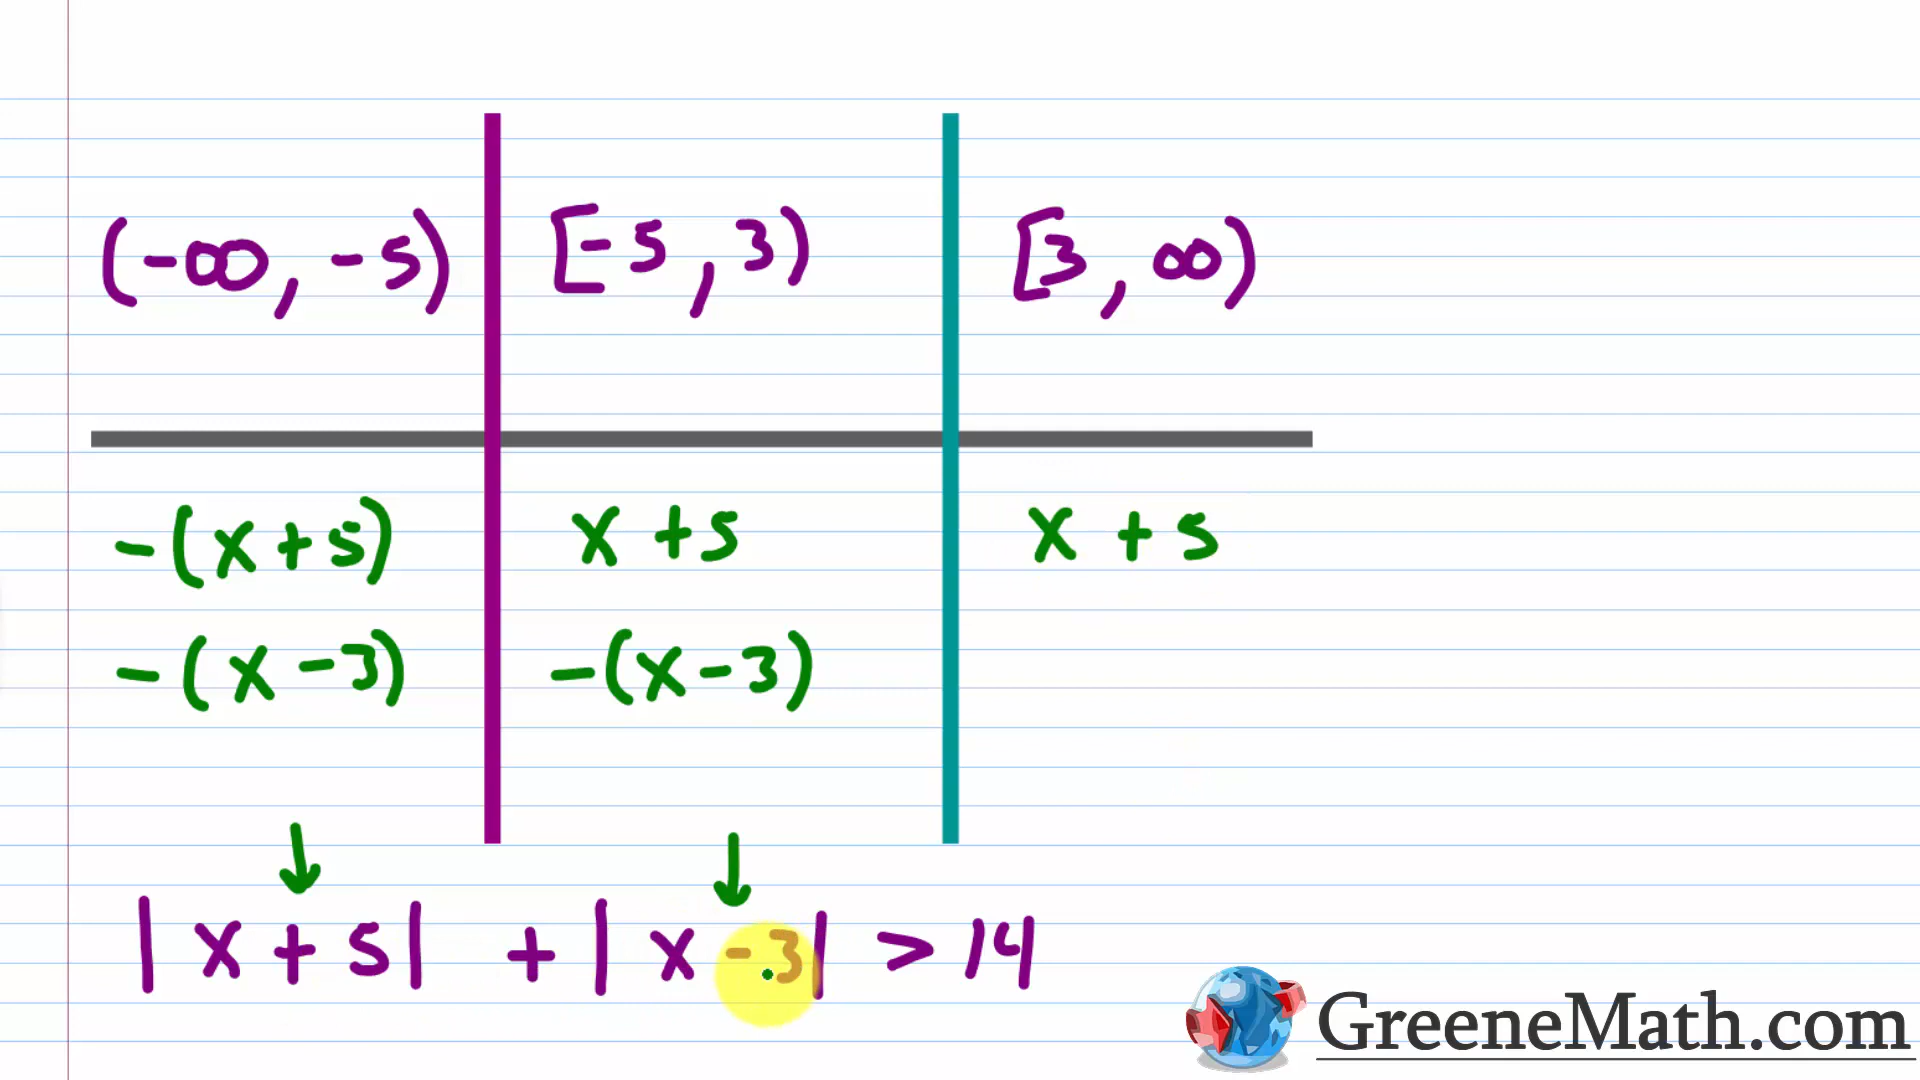 (-∞, -5) [-5, 3) [3, ∞)
-(x+5) x+5 x+5
-(x-3) -(x-3)
|x+5| + |x-3| > 14
GreeneMath.com